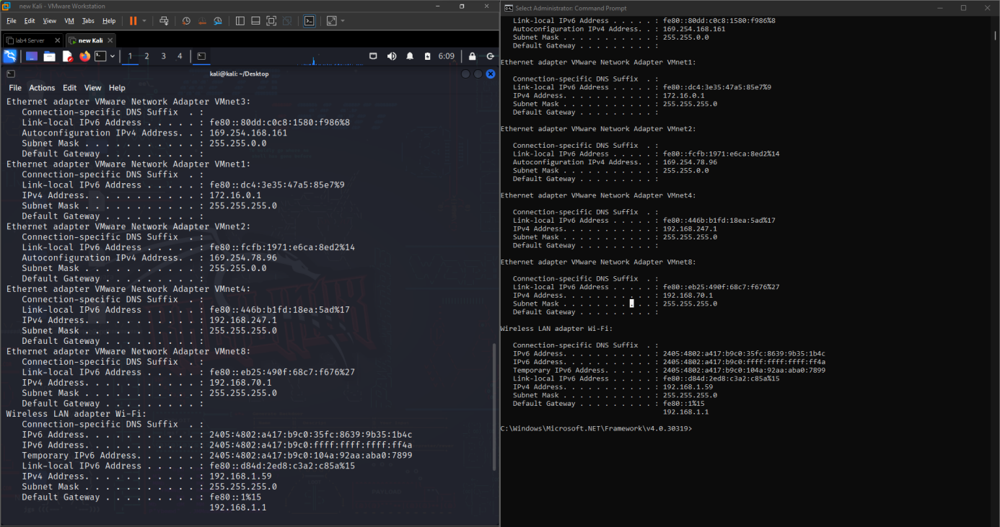 new Kali - VMware Workstation
File Edit View VM Tabs Help
lab4 Server
new Kali
1 2 3 4
6:09
kali@kali: ~/Desktop
File Actions Edit View Help
Ethernet adapter VMware Network Adapter VMnet3:
Connection-specific DNS Suffix . :
Link-local IPv6 Address . . . . . : fe80::80dd:c0c8:1580:f986%8
Autoconfiguration IPv4 Address. . : 169.254.168.161
Subnet Mask . . . . . . . . . . . : 255.255.0.0
Default Gateway . . . . . . . . . :
Ethernet adapter VMware Network Adapter VMnet1:
Connection-specific DNS Suffix . :
Link-local IPv6 Address . . . . . : fe80::dc4:3e35:47a5:85e7%9
IPv4 Address. . . . . . . . . . . : 172.16.0.1
Subnet Mask . . . . . . . . . . . : 255.255.255.0
Default Gateway . . . . . . . . . :
Ethernet adapter VMware Network Adapter VMnet2:
Connection-specific DNS Suffix . :
Link-local IPv6 Address . . . . . : fe80::fcfb:1971:e6ca:8ed2%14
Autoconfiguration IPv4 Address. . : 169.254.78.96
Subnet Mask . . . . . . . . . . . : 255.255.0.0
Default Gateway . . . . . . . . . :
Ethernet adapter VMware Network Adapter VMnet4:
Connection-specific DNS Suffix . :
Link-local IPv6 Address . . . . . : fe80::446b:b1fd:18ea:5ad%17
IPv4 Address. . . . . . . . . . . : 192.168.247.1
Subnet Mask . . . . . . . . . . . : 255.255.255.0
Default Gateway . . . . . . . . . :
Ethernet adapter VMware Network Adapter VMnet8:
Connection-specific DNS Suffix . :
Link-local IPv6 Address . . . . . : fe80::eb25:490f:68c7:f676%27
IPv4 Address. . . . . . . . . . . : 192.168.70.1
Subnet Mask . . . . . . . . . . . : 255.255.255.0
Default Gateway . . . . . . . . . :
Wireless LAN adapter Wi-Fi:
Connection-specific DNS Suffix . :
IPv6 Address. . . . . . . . . . . : 2405:4802:a417:b9c0:35fc:8639:9b35:1b4c
IPv6 Address. . . . . . . . . . . : 2405:4802:a417:b9c0:ffff:ffff:ffff:ff4a
Temporary IPv6 Address. . . . . . : 2405:4802:a417:b9c0:104a:92aa:aba0:7899
Link-local IPv6 Address . . . . . : fe80::d84d:2ed8:c3a2:c85a%15
IPv4 Address. . . . . . . . . . . : 192.168.1.59
Subnet Mask . . . . . . . . . . . : 255.255.255.0
Default Gateway . . . . . . . . . : fe80::1%15
192.168.1.1
Select Administrator: Command Prompt
Link-local IPv6 Address . . . . . : fe80::80dd:c0c8:1580:f986%8
Autoconfiguration IPv4 Address. . : 169.254.168.161
Subnet Mask . . . . . . . . . . . : 255.255.0.0
Default Gateway . . . . . . . . . :
Ethernet adapter VMware Network Adapter VMnet1:
Connection-specific DNS Suffix . :
Link-local IPv6 Address . . . . . : fe80::dc4:3e35:47a5:85e7%9
IPv4 Address. . . . . . . . . . . : 172.16.0.1
Subnet Mask . . . . . . . . . . . : 255.255.255.0
Default Gateway . . . . . . . . . :
Ethernet adapter VMware Network Adapter VMnet2:
Connection-specific DNS Suffix . :
Link-local IPv6 Address . . . . . : fe80::fcfb:1971:e6ca:8ed2%14
Autoconfiguration IPv4 Address. . : 169.254.78.96
Subnet Mask . . . . . . . . . . . : 255.255.0.0
Default Gateway . . . . . . . . . :
Ethernet adapter VMware Network Adapter VMnet4:
Connection-specific DNS Suffix . :
Link-local IPv6 Address . . . . . : fe80::446b:b1fd:18ea:5ad%17
IPv4 Address. . . . . . . . . . . : 192.168.247.1
Subnet Mask . . . . . . . . . . . : 255.255.255.0
Default Gateway . . . . . . . . . :
Ethernet adapter VMware Network Adapter VMnet8:
Connection-specific DNS Suffix . :
Link-local IPv6 Address . . . . . : fe80::eb25:490f:68c7:f676%27
IPv4 Address. . . . . . . . . . . : 192.168.70.1
Subnet Mask . . . . . . . . . . . : 255.255.255.0
Default Gateway . . . . . . . . . :
Wireless LAN adapter Wi-Fi:
Connection-specific DNS Suffix . :
IPv6 Address. . . . . . . . . . . : 2405:4802:a417:b9c0:35fc:8639:9b35:1b4c
IPv6 Address. . . . . . . . . . . : 2405:4802:a417:b9c0:ffff:ffff:ffff:ff4a
Temporary IPv6 Address. . . . . . : 2405:4802:a417:b9c0:104a:92aa:aba0:7899
Link-local IPv6 Address . . . . . : fe80::d84d:2ed8:c3a2:c85a%15
IPv4 Address. . . . . . . . . . . : 192.168.1.59
Subnet Mask . . . . . . . . . . . : 255.255.255.0
Default Gateway . . . . . . . . . : fe80::1%15
192.168.1.1
C:\Windows\Microsoft.NET\Framework\v4.0.30319>